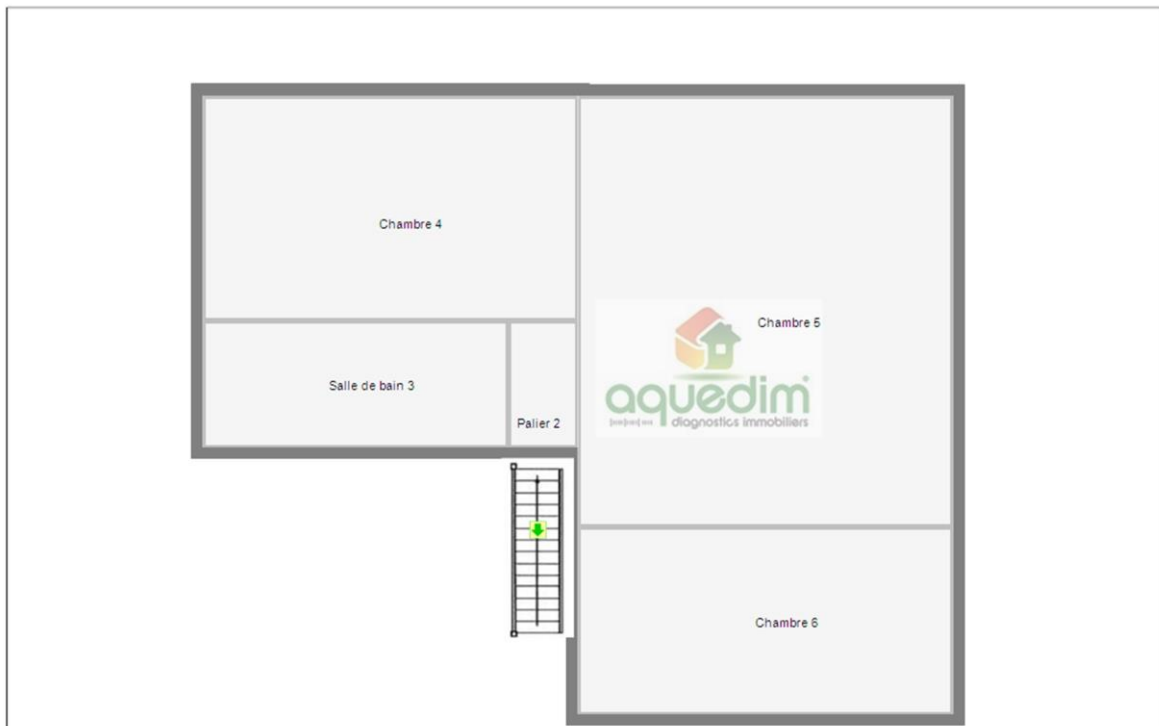 Chambre 4
Chambre 5
aquedim
diagnostics immobiliers
Salle de bain 3
Palier 2
Chambre 6